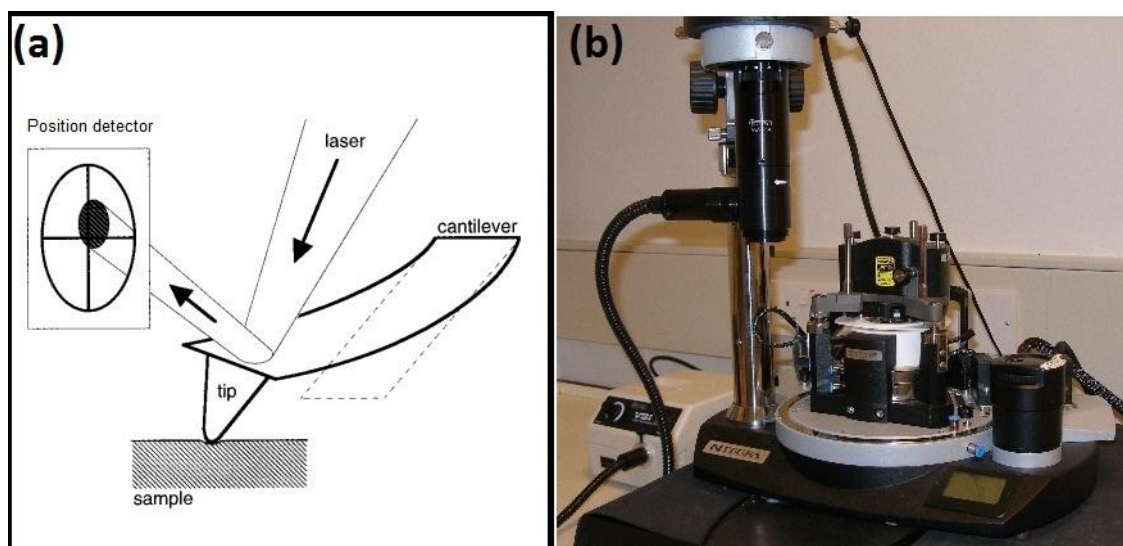 (a)
Position detector
laser
cantilever
tip
sample
(b)
NTEGRA